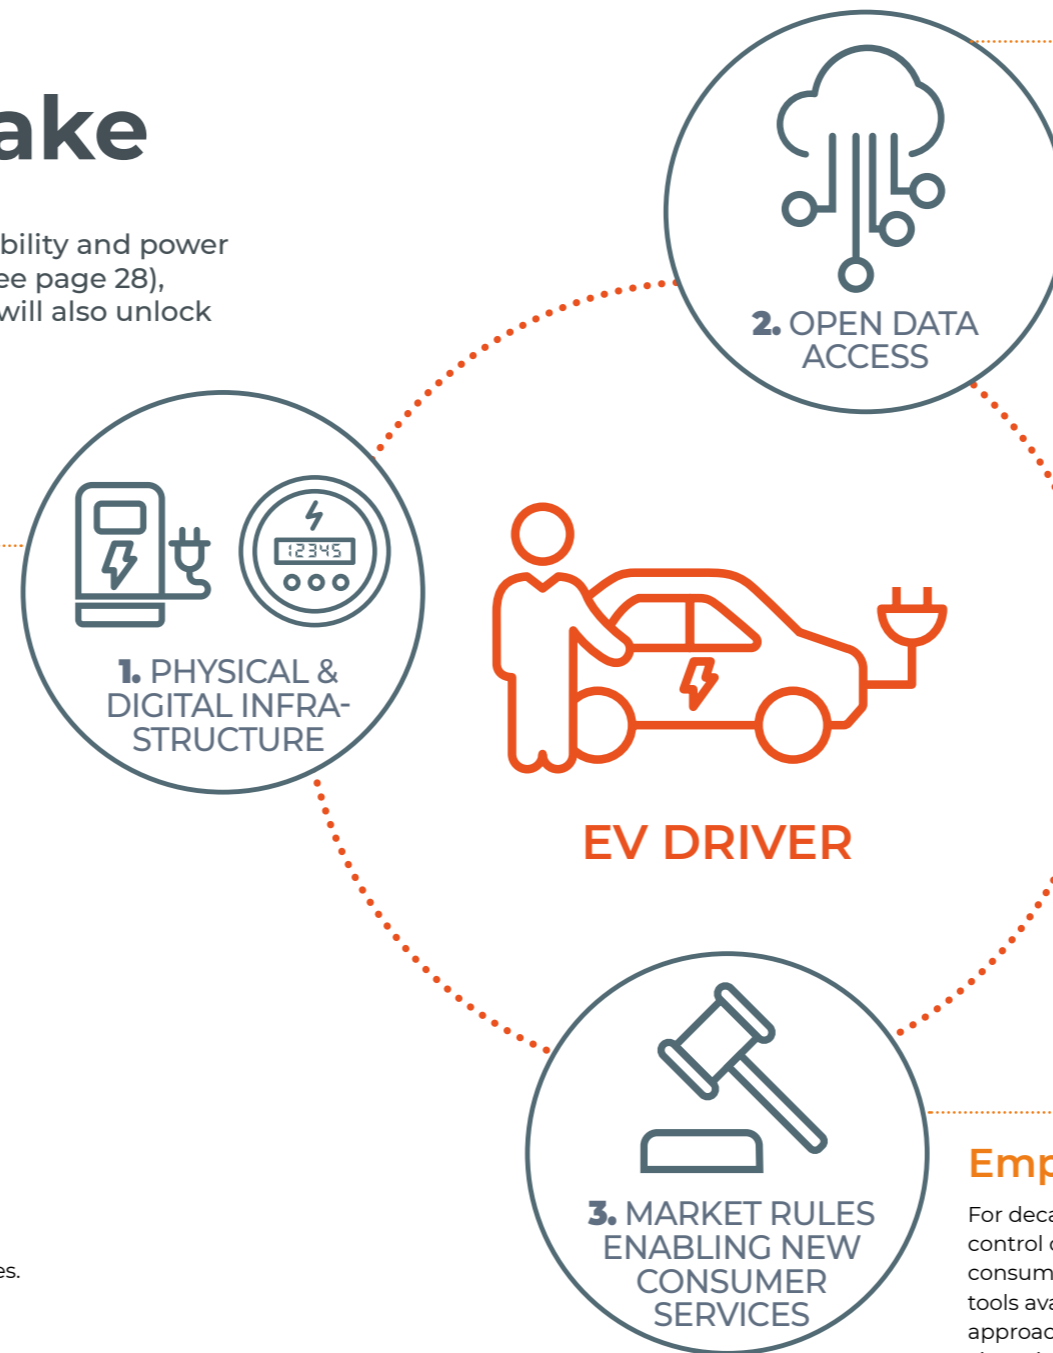 ake
bility and power
ee page 28),
will also unlock
2. OPEN DATA
ACCESS
12345
1. PHYSICAL &
DIGITAL INFRA-
STRUCTURE
EV DRIVER
3. MARKET RULES
ENABLING NEW
CONSUMER
SERVICES
es.
Emp
For deca
control
consum
tools ava
approac